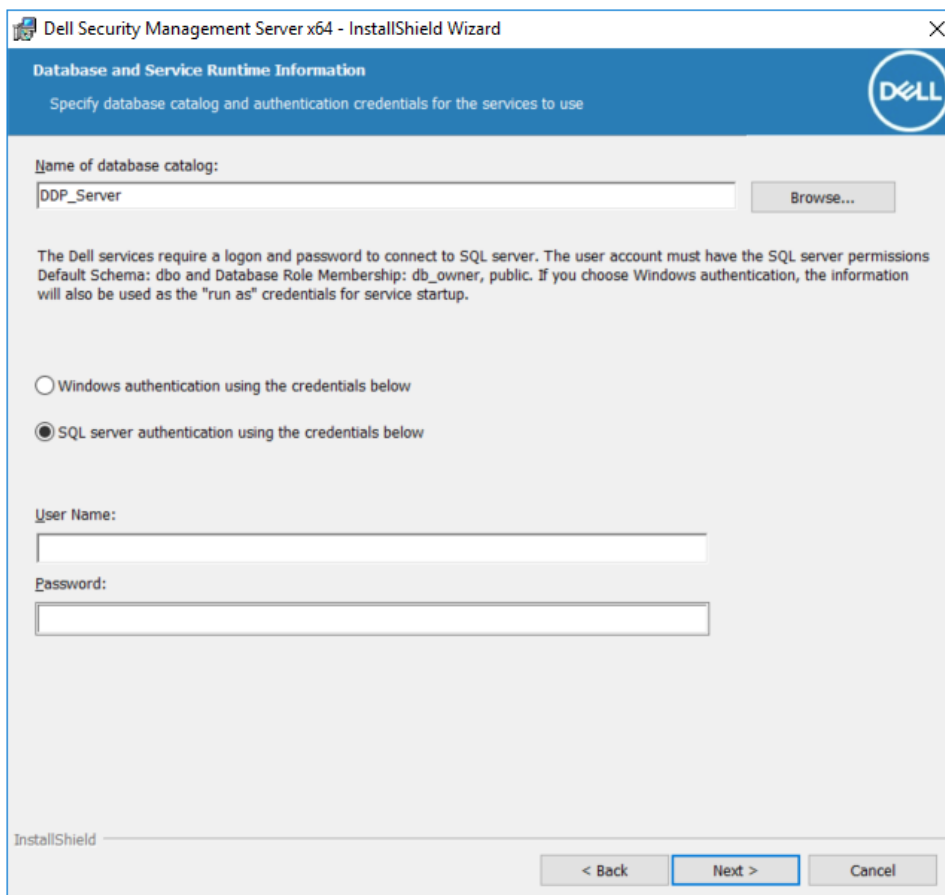 Dell Security Management Server x64 - InstallShield Wizard
Database and Service Runtime Information
Specify database catalog and authentication credentials for the services to use
DELL
Name of database catalog:
DDP_Server
Browse...
The Dell services require a logon and password to connect to SQL server. The user account must have the SQL server permissions
Default Schema: dbo and Database Role Membership: db_owner, public. If you choose Windows authentication, the information
will also be used as the "run as" credentials for service startup.
Windows authentication using the credentials below
SQL server authentication using the credentials below
User Name:
Password:
InstallShield
< Back Next > Cancel